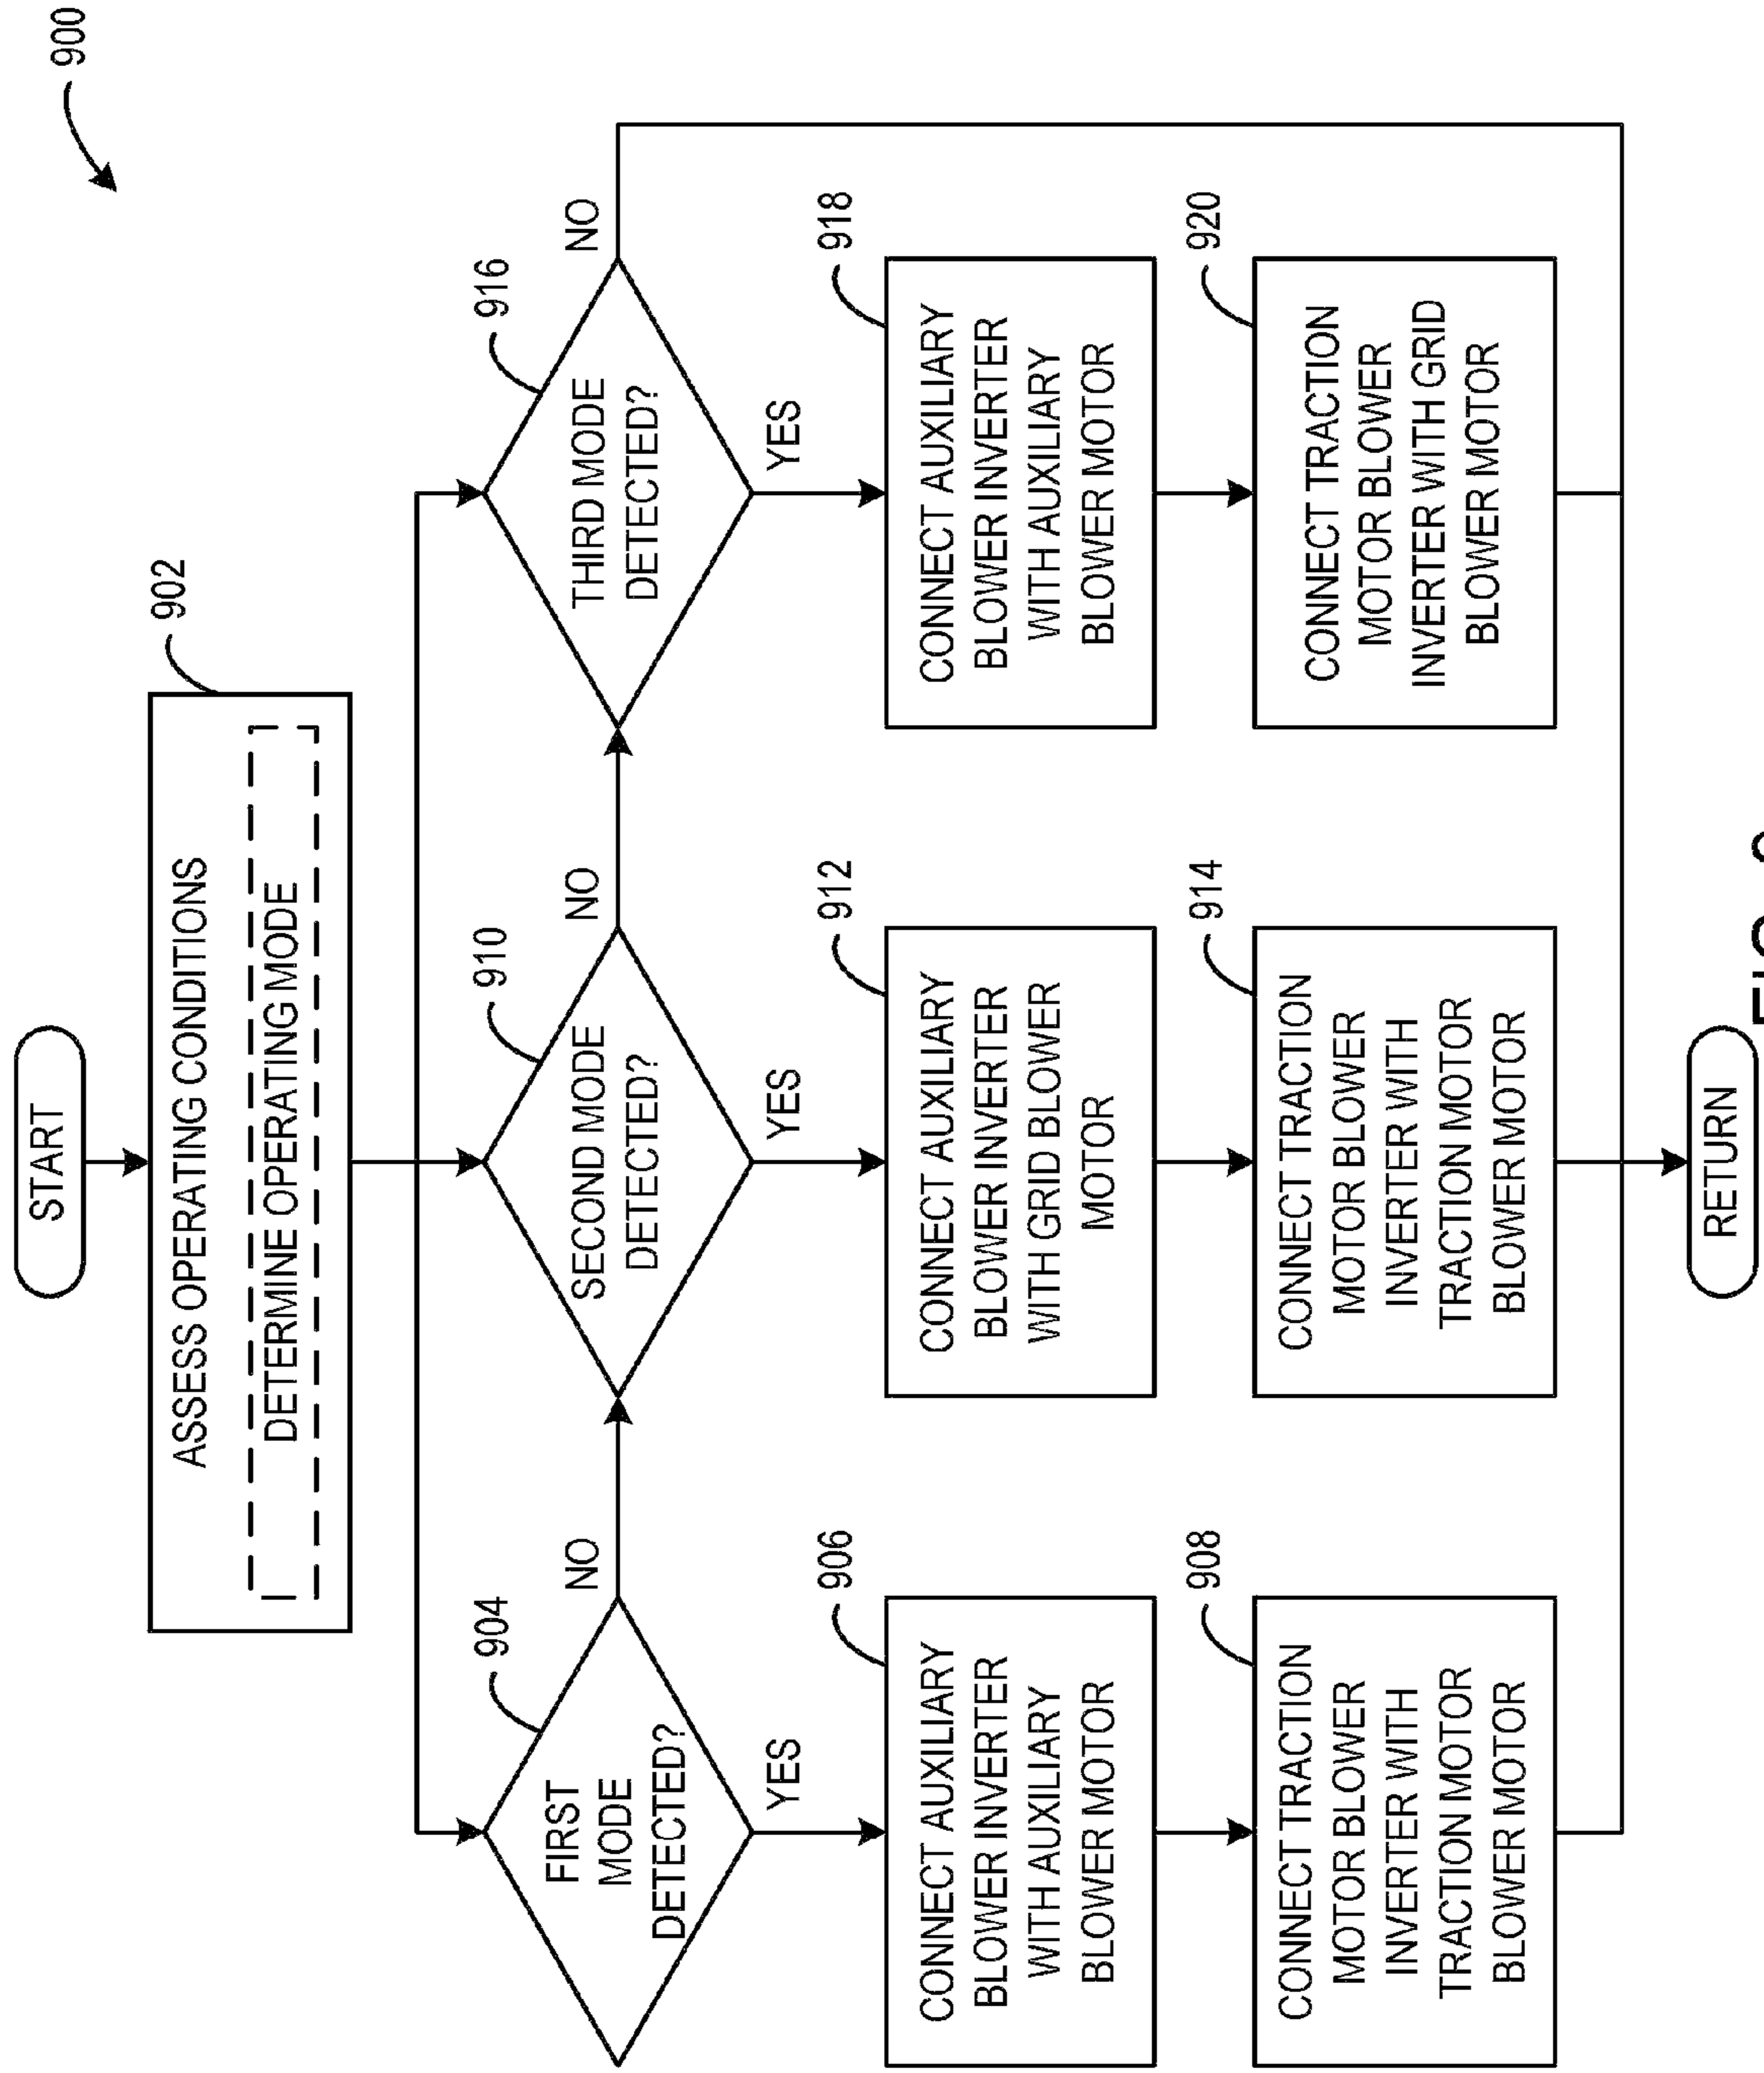 900
START
902
ASSESS OPERATING CONDITIONS
DETERMINE OPERATING MODE
904
FIRST
MODE
DETECTED?
NO
YES
910
SECOND MODE
DETECTED?
NO
YES
916
THIRD MODE
DETECTED?
NO
YES
906
CONNECT AUXILIARY
BLOWER INVERTER
WITH AUXILIARY
BLOWER MOTOR
912
CONNECT AUXILIARY
BLOWER INVERTER
WITH GRID BLOWER
MOTOR
918
CONNECT AUXILIARY
BLOWER INVERTER
WITH AUXILIARY
BLOWER MOTOR
908
CONNECT TRACTION
MOTOR BLOWER
INVERTER WITH
TRACTION MOTOR
BLOWER MOTOR
914
CONNECT TRACTION
MOTOR BLOWER
INVERTER WITH
TRACTION MOTOR
BLOWER MOTOR
920
CONNECT TRACTION
MOTOR BLOWER
INVERTER WITH GRID
BLOWER MOTOR
RETURN